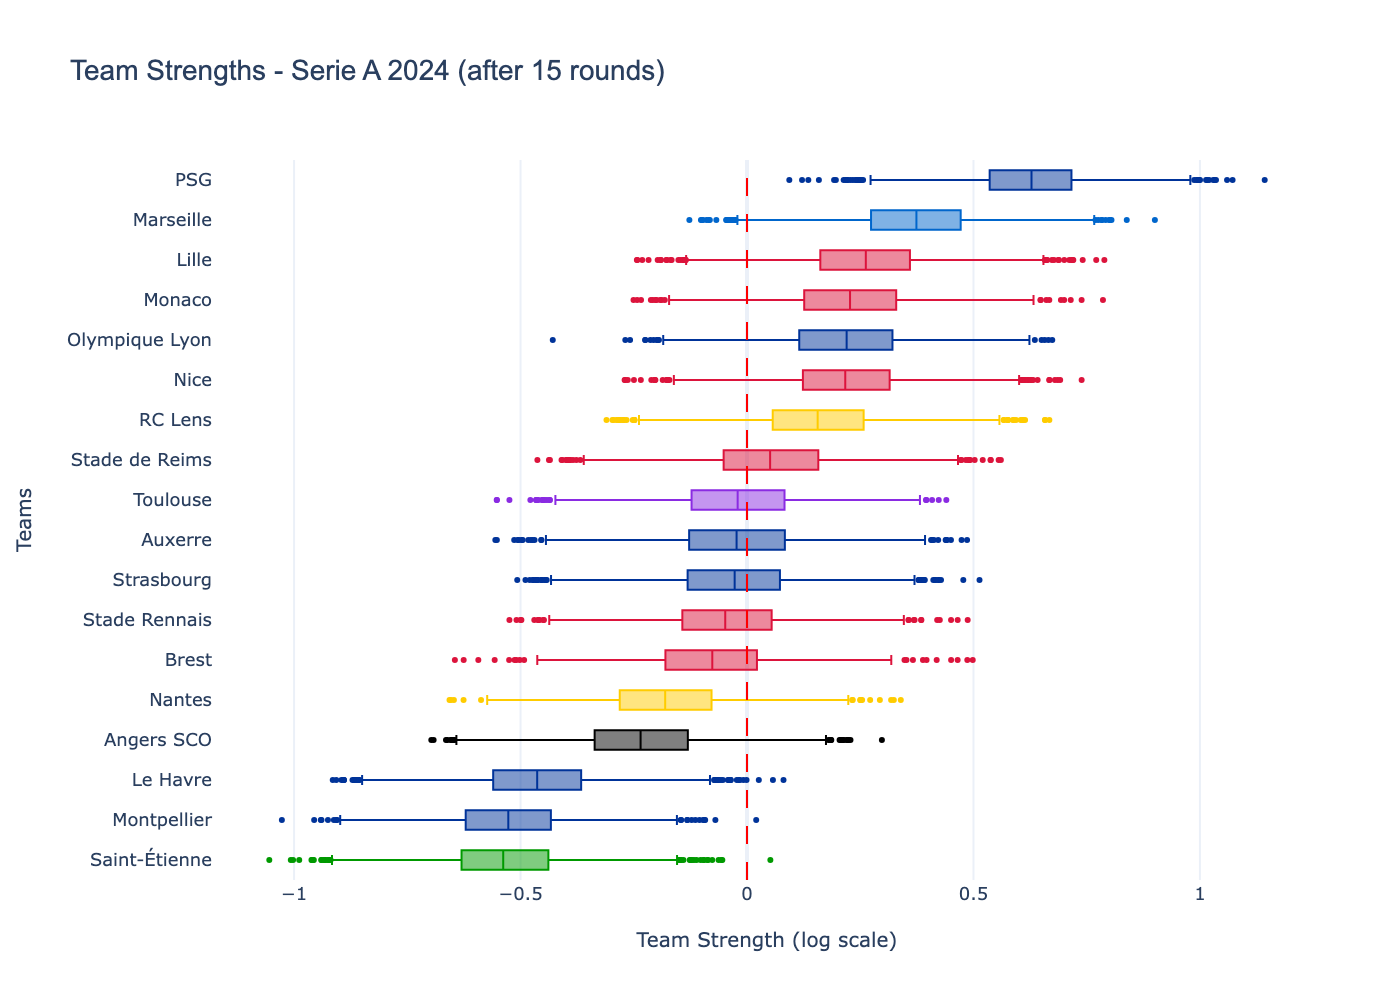 Team Strengths - Serie A 2024 (after 15 rounds)
PSG
Marseille
Lille
Monaco
Olympique Lyon
Nice
RC Lens
Stade de Reims
Toulouse
Auxerre
Strasbourg
Stade Rennais
Brest
Nantes
Angers SCO
Le Havre
Montpellier
Saint-Étienne
Teams
−1
−0.5
0
0.5
1
Team Strength (log scale)